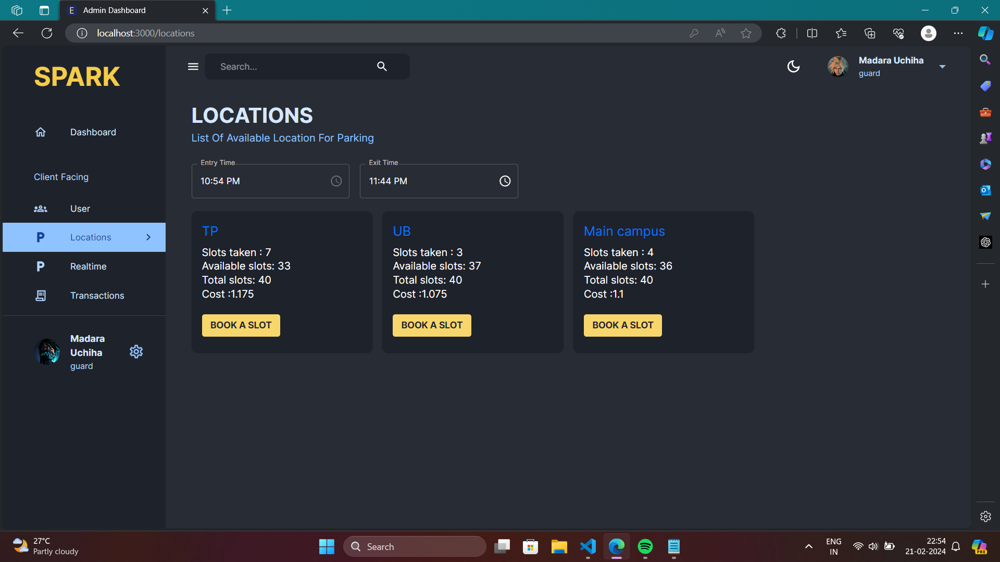 E Admin Dashboard
localhost:3000/locations
SPARK
Dashboard
Client Facing
User
P Locations
P Realtime
Transactions
Madara
Uchiha
guard
Search...
Madara Uchiha
guard
LOCATIONS
List Of Available Location For Parking
Entry Time
10:54 PM
Exit Time
11:44 PM
TP
Slots taken : 7
Available slots: 33
Total slots: 40
Cost :1.175
BOOK A SLOT
UB
Slots taken : 3
Available slots: 37
Total slots: 40
Cost :1.075
BOOK A SLOT
Main campus
Slots taken : 4
Available slots: 36
Total slots: 40
Cost :1.1
BOOK A SLOT
27°C
Partly cloudy
Search
ENG
IN
22:54
21-02-2024
PRE